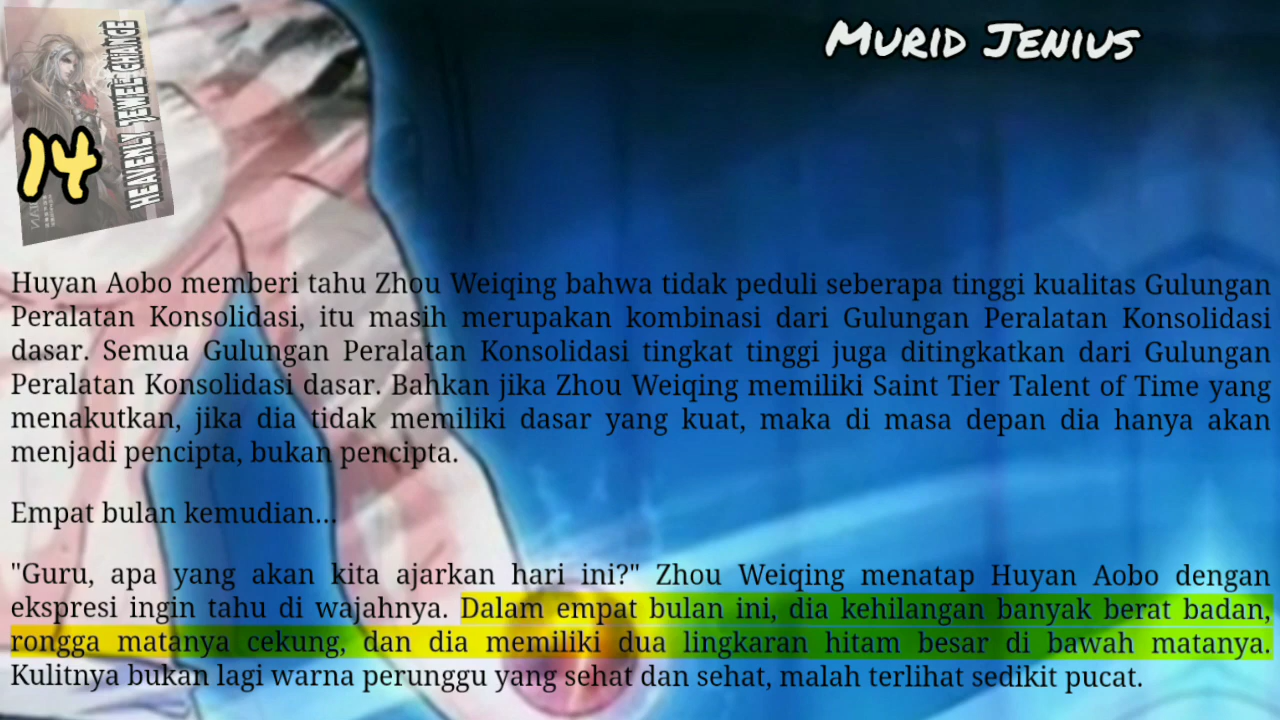 Murid Jenius
HEAVENLY JEWEL CHANGE
14
Huyan Aobo memberi tahu Zhou Weiqing bahwa tidak peduli seberapa tinggi kualitas Gulungan
Peralatan Konsolidasi, itu masih merupakan kombinasi dari Gulungan Peralatan Konsolidasi
dasar. Semua Gulungan Peralatan Konsolidasi tingkat tinggi juga ditingkatkan dari Gulungan
Peralatan Konsolidasi dasar. Bahkan jika Zhou Weiqing memiliki Saint Tier Talent of Time yang
menakutkan, jika dia tidak memiliki dasar yang kuat, maka di masa depan dia hanya akan
menjadi pencipta, bukan pencipta.
Empat bulan kemudian...
"Guru, apa yang akan kita ajarkan hari ini?" Zhou Weiqing menatap Huyan Aobo dengan
ekspresi ingin tahu di wajahnya. Dalam empat bulan ini, dia kehilangan banyak berat badan,
rongga matanya cekung, dan dia memiliki dua lingkaran hitam besar di bawah matanya.
Kulitnya bukan lagi warna perunggu yang sehat dan sehat, malah terlihat sedikit pucat.